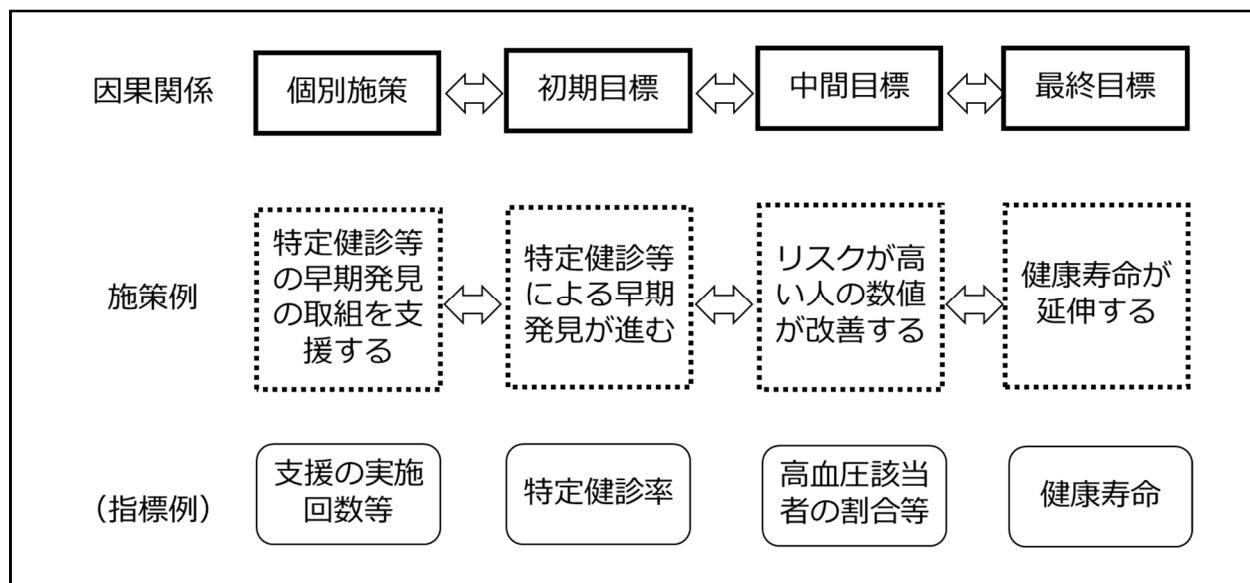 因果関係
個別施策
初期目標
中間目標
最終目標
施策例
特定健診等
の早期発見
の取組を支
援する
特定健診等
による早期
発見が進む
リスクが高
い人の数値
が改善する
健康寿命が
延伸する
（指標例）
支援の実施
回数等
特定健診率
高血圧該当
者の割合等
健康寿命